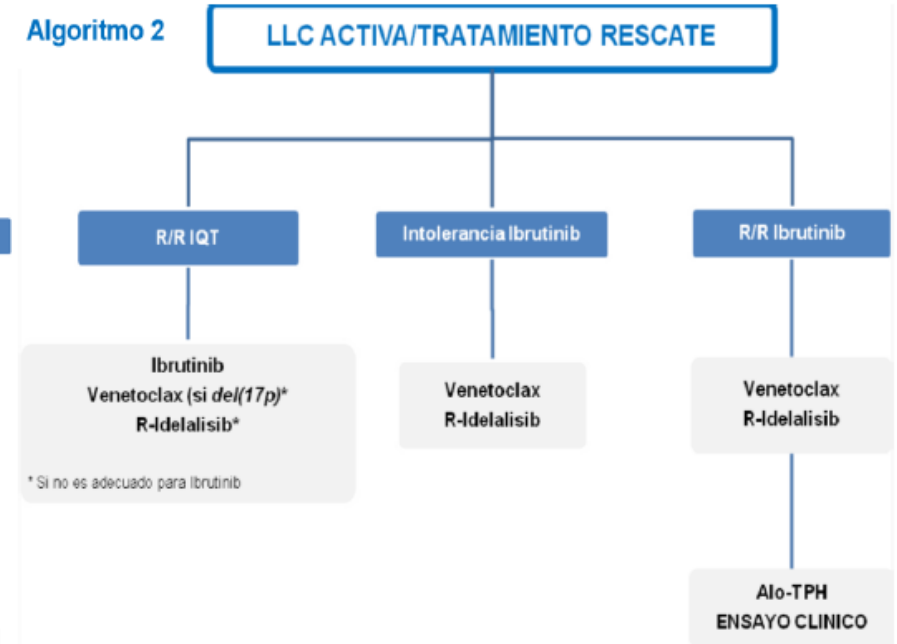 Algoritmo 2
LLC ACTIVA/TRATAMIENTO RESCATE
R/R IQT
Intolerancia Ibrutinib
R/R Ibrutinib
Ibrutinib
Venetoclax (si del(17p)*
R-Idelalisib*
* Si no es adecuado para Ibrutinib
Venetoclax
R-Idelalisib
Venetoclax
R-Idelalisib
Alo-TPH
ENSAYO CLINICO